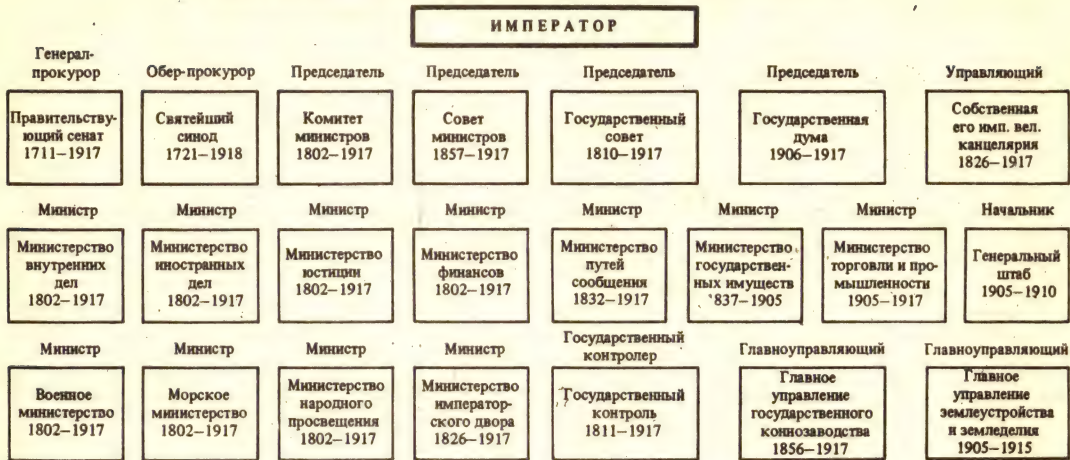 ИМПЕРАТОР
Генерал-
прокурор
Обер-прокурор
Председатель
Председатель
Председатель
Председатель
Управляющий
Правительству-
ющий сенат
1711–1917
Святейший
синод
1721–1918
Комитет
министров
1802–1917
Совет
министров
1857–1917
Государственный
совет
1810–1917
Государственная
дума
1906–1917
Собственная
его имп. вел.
канцелярия
1826–1917
Министр
Министр
Министр
Министр
Министр
Министр
Министр
Начальник
Министерство
внутренних
дел
1802–1917
Министерство
иностранных
дел
1802–1917
Министерство
юстиции
1802–1917
Министерство
финансов
1802–1917
Министерство
путей
сообщения
1832–1917
Министерство
государствен-
ных имуществ
1837–1905
Министерство
торговли и про-
мышленности
1905–1917
Генеральный
штаб
1905–1910
Министр
Министр
Министр
Министр
Государственный
контролер
Главноуправляющий
Главноуправляющий
Военное
министерство
1802–1917
Морское
министерство
1802–1917
Министерство
народного
просвещения
1802–1917
Министерство
император-
ского двора
1826–1917
Государственный
контроль
1811–1917
Главное
управление
государственного
коннозаводства
1856–1917
Главное
управление
землеустройства
и земледелия
1905–1915